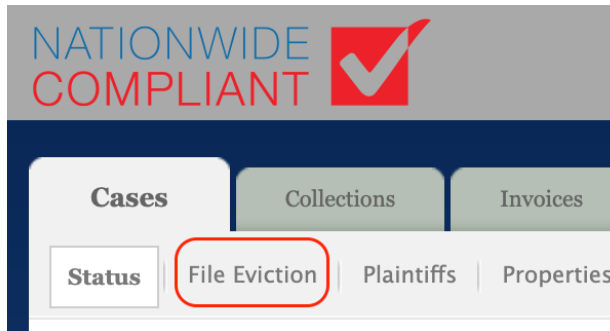 NATIONWIDE
COMPLIANT
Cases Collections Invoices
Status File Eviction Plaintiffs Properties